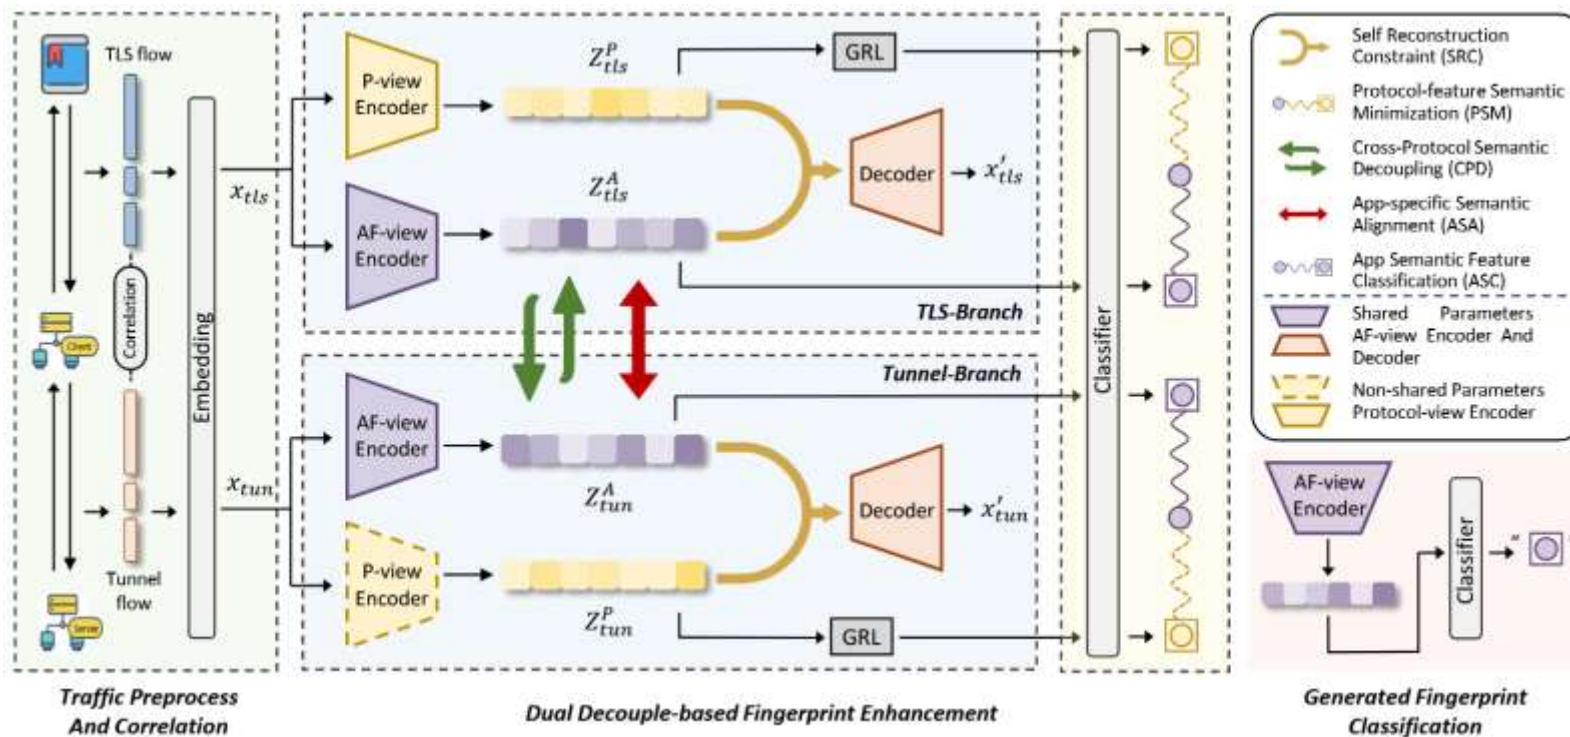 TLS flow
Correlation
Client
Tunnel
flow
Server
Embedding
x_tls
x_tun
P-view
Encoder
Z^P_tls
GRL
AF-view
Encoder
Z^A_tls
Decoder
x'_tls
TLS-Branch
Tunnel-Branch
AF-view
Encoder
Z^A_tun
Decoder
x'_tun
P-view
Encoder
Z^P_tun
GRL
Classifier
Self Reconstruction
Constraint (SRC)
Protocol-feature Semantic
Minimization (PSM)
Cross-Protocol Semantic
Decoupling (CPD)
App-specific Semantic
Alignment (ASA)
App Semantic Feature
Classification (ASC)
Shared Parameters
AF-view Encoder And
Decoder
Non-shared Parameters
Protocol-view Encoder
AF-view
Encoder
Classifier
“ ”
Traffic Preprocess
And Correlation
Dual Decouple-based Fingerprint Enhancement
Generated Fingerprint
Classification